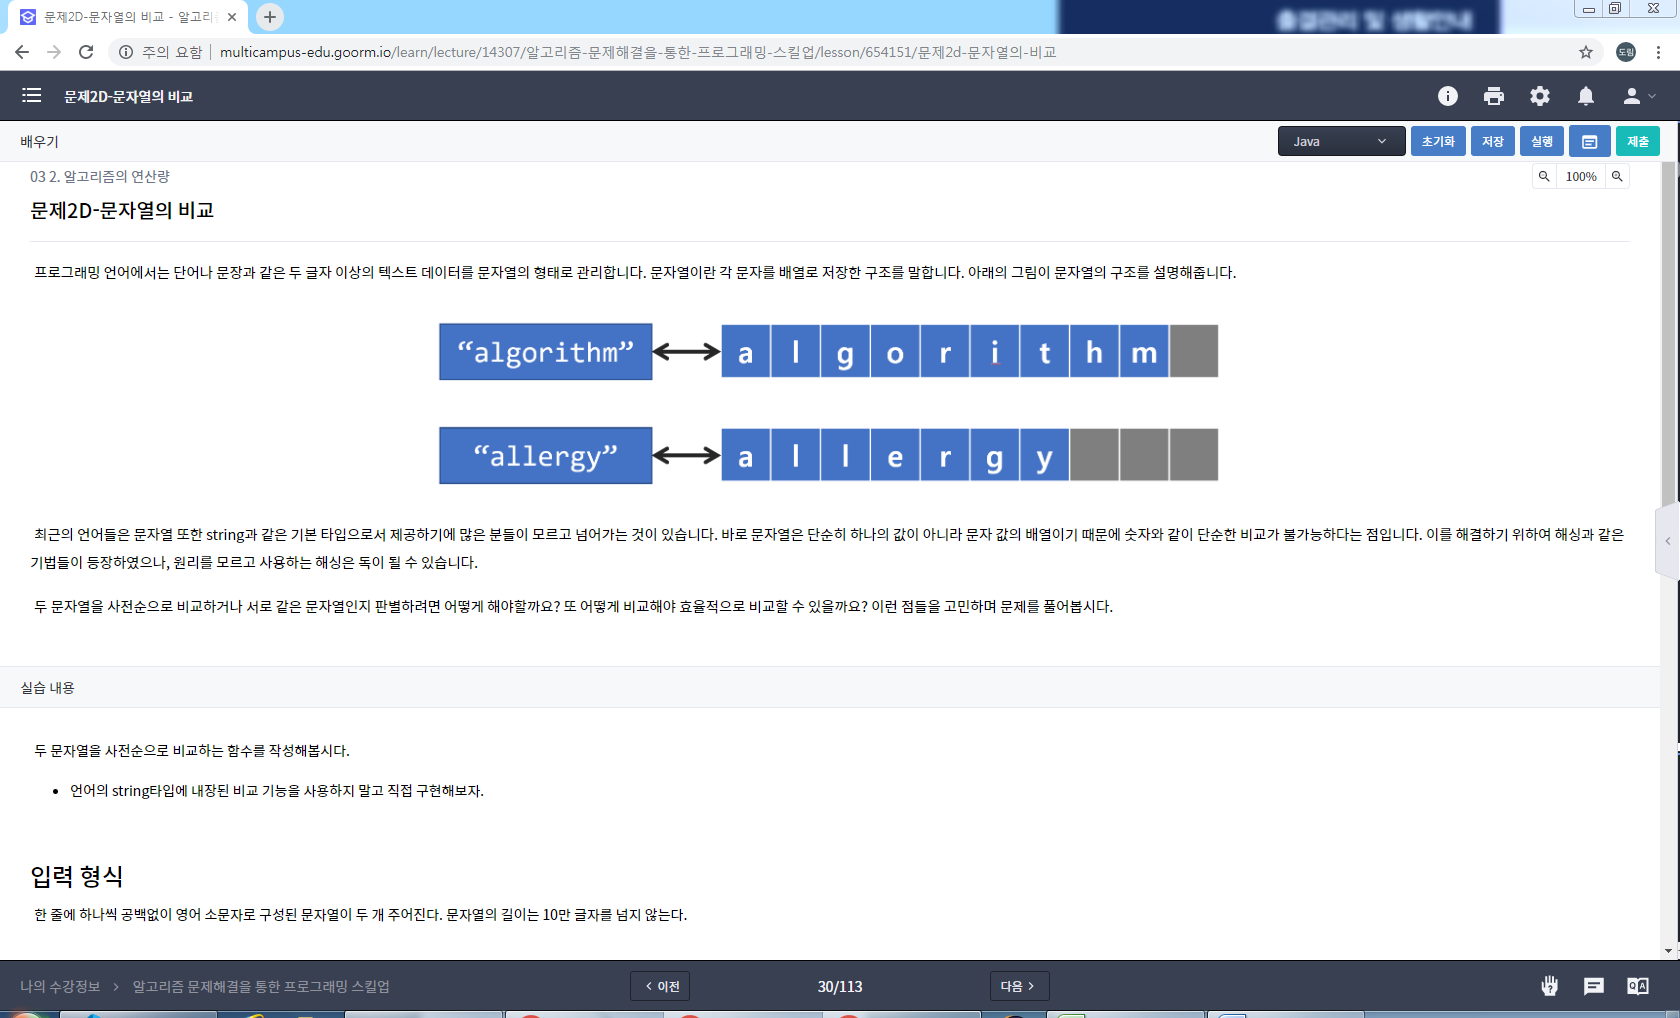 문제2D-문자열의 비교 - 알고리
출결관리 및 생활안내
주의 요함 | multicampus-edu.goorm.io/learn/lecture/14307/알고리즘-문제해결을-통한-프로그래밍-스킬업/lesson/654151/문제2d-문자열의-비교
도림
문제2D-문자열의 비교
배우기
Java
초기화
저장
실행
제출
03 2. 알고리즘의 연산량
100%
문제2D-문자열의 비교
프로그래밍 언어에서는 단어나 문장과 같은 두 글자 이상의 텍스트 데이터를 문자열의 형태로 관리합니다. 문자열이란 각 문자를 배열로 저장한 구조를 말합니다. 아래의 그림이 문자열의 구조를 설명해줍니다.
“algorithm” a l g o r i t h m
“allergy” a l l e r g y
최근의 언어들은 문자열 또한 string과 같은 기본 타입으로서 제공하기에 많은 분들이 모르고 넘어가는 것이 있습니다. 바로 문자열은 단순히 하나의 값이 아니라 문자 값의 배열이기 때문에 숫자와 같이 단순한 비교가 불가능하다는 점입니다. 이를 해결하기 위하여 해싱과 같은
기법들이 등장하였으나, 원리를 모르고 사용하는 해싱은 독이 될 수 있습니다.
두 문자열을 사전순으로 비교하거나 서로 같은 문자열인지 판별하려면 어떻게 해야할까요? 또 어떻게 비교해야 효율적으로 비교할 수 있을까요? 이런 점들을 고민하며 문제를 풀어봅시다.
실습 내용
두 문자열을 사전순으로 비교하는 함수를 작성해봅시다.
• 언어의 string타입에 내장된 비교 기능을 사용하지 말고 직접 구현해보자.
입력 형식
한 줄에 하나씩 공백없이 영어 소문자로 구성된 문자열이 두 개 주어진다. 문자열의 길이는 10만 글자를 넘지 않는다.
나의 수강정보 > 알고리즘 문제해결을 통한 프로그래밍 스킬업
< 이전
30/113
다음 >
Q A